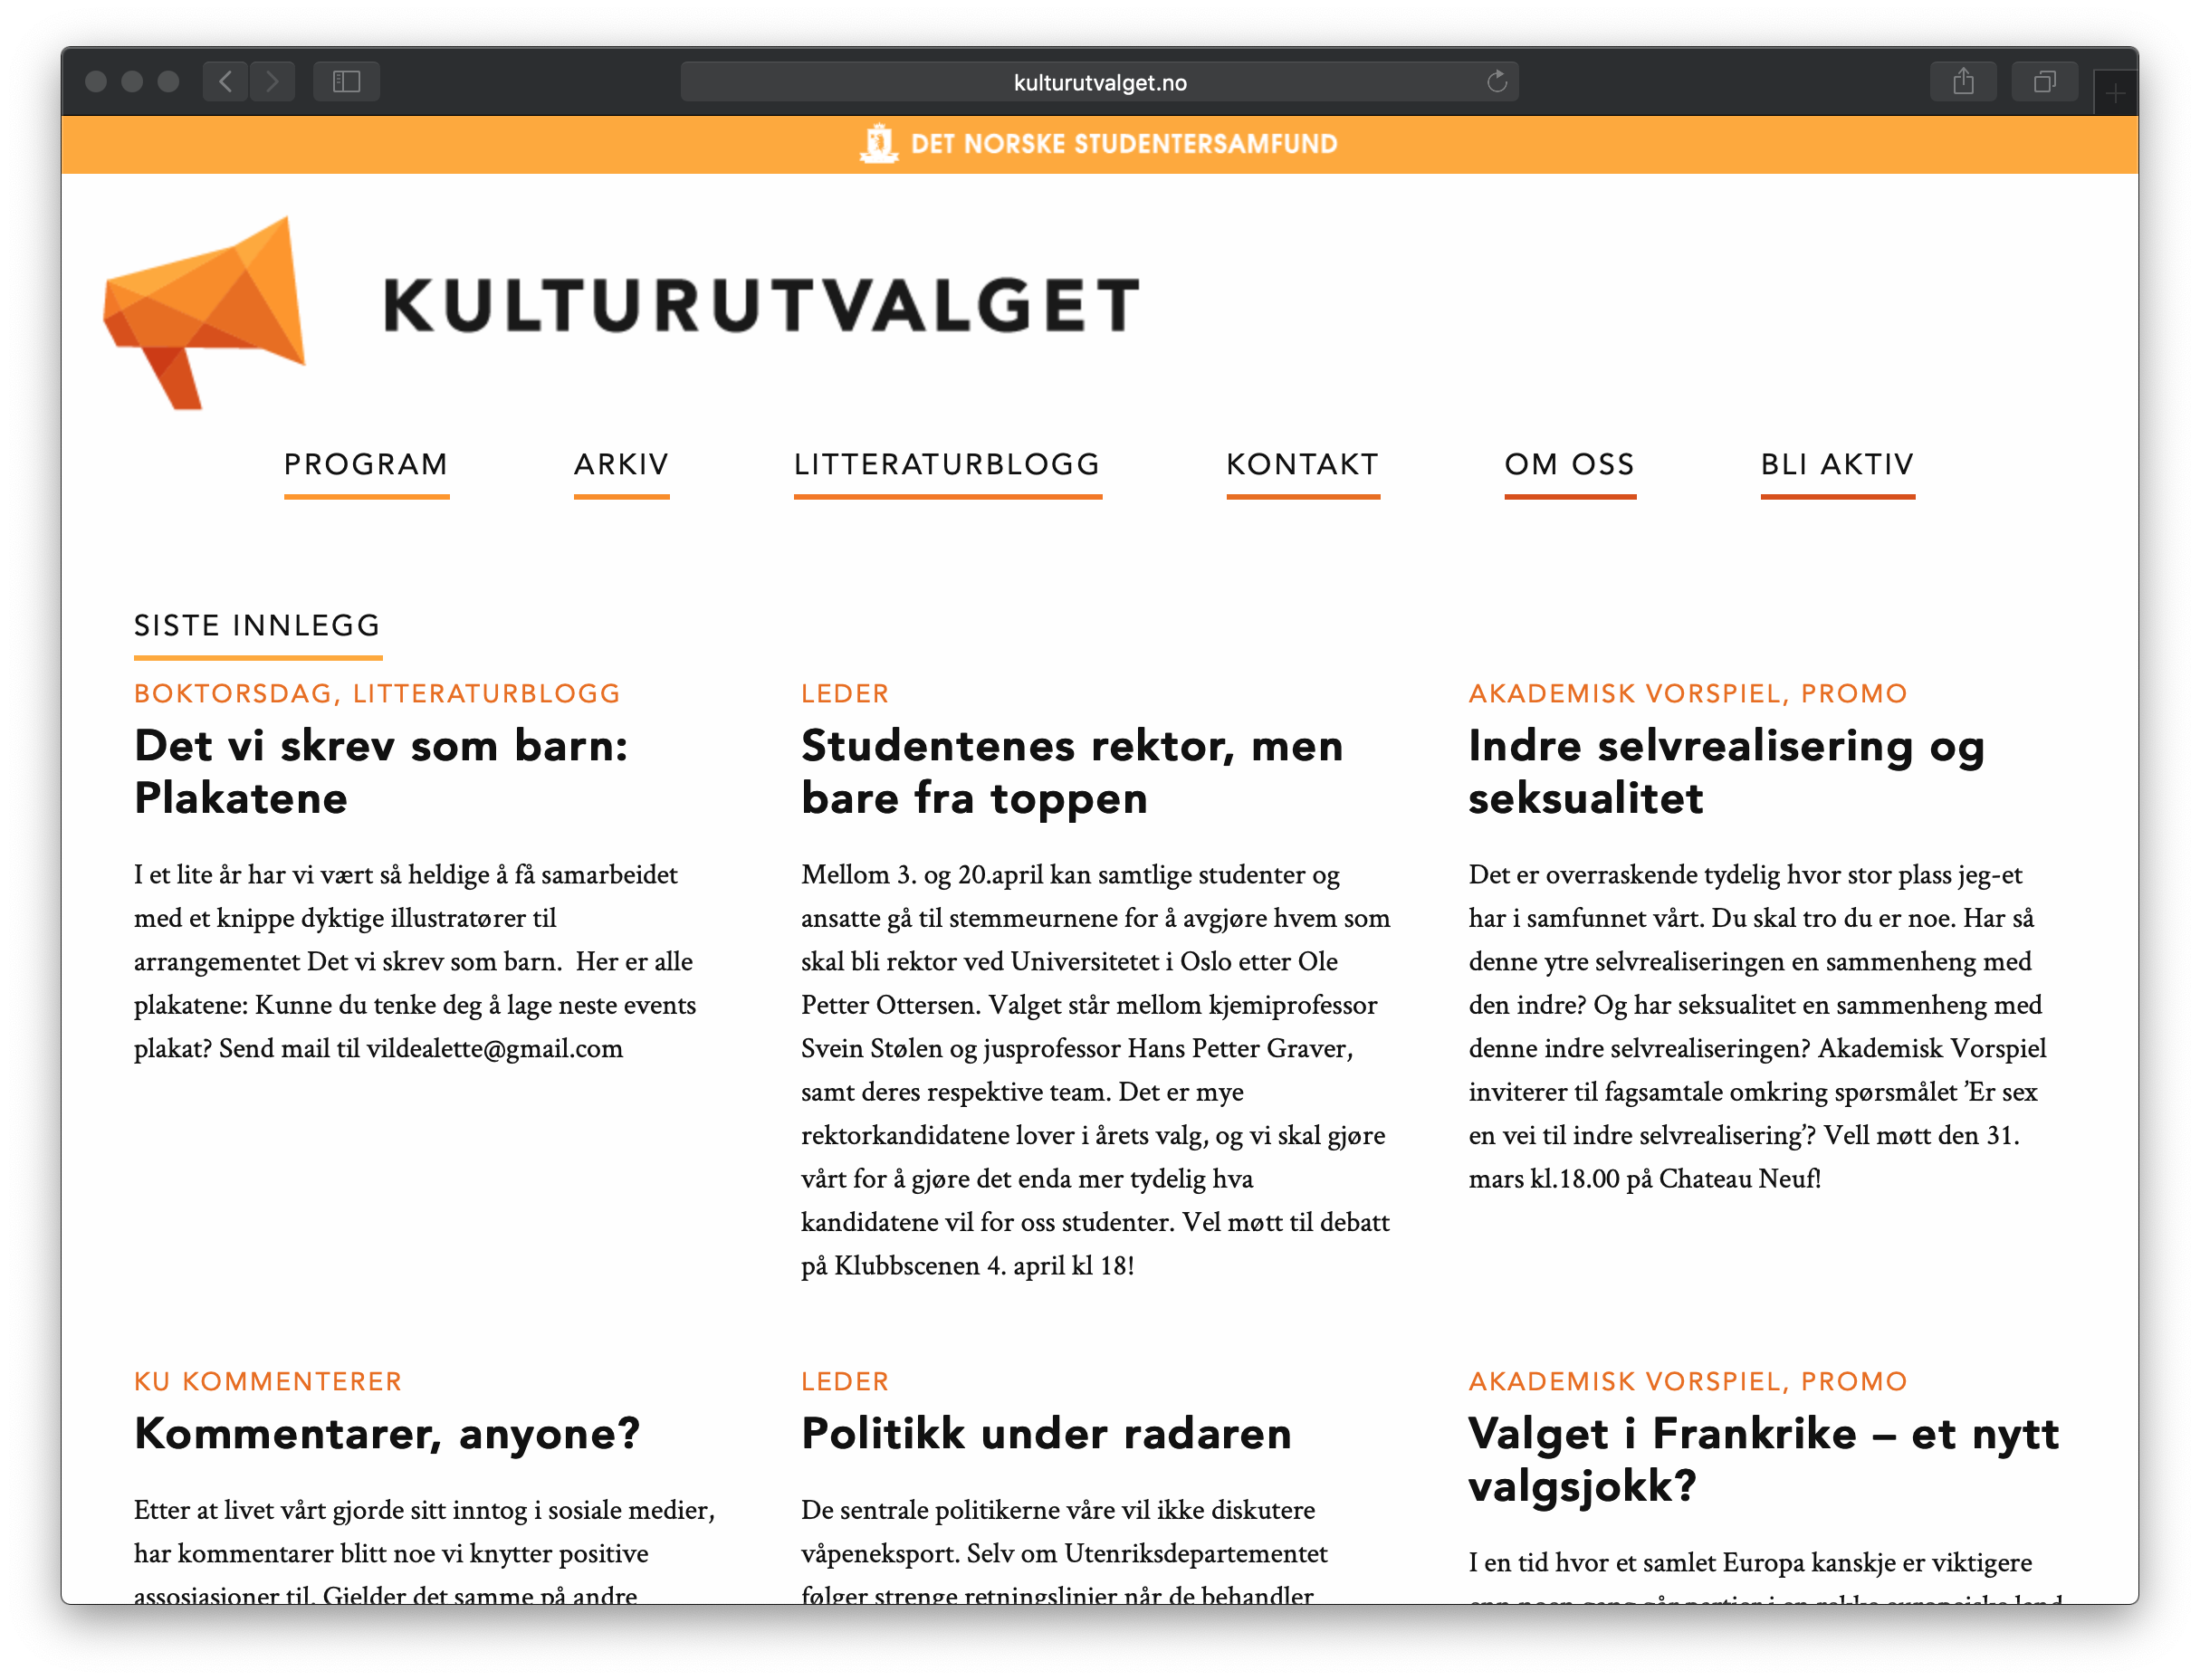 kulturutvalget.no
DET NORSKE STUDENTERSAMFUND
KULTURUTVALGET
PROGRAM ARKIV LITTERATURBLOGG KONTAKT OM OSS BLI AKTIV
SISTE INNLEGG
BOKTORSDAG, LITTERATURBLOGG
Det vi skrev som barn:
Plakatene
I et lite år har vi vært så heldige å få samarbeidet
med et knippe dyktige illustratører til
arrangementet Det vi skrev som barn.  Her er alle
plakatene: Kunne du tenke deg å lage neste events
plakat? Send mail til vildealette@gmail.com
LEDER
Studentenes rektor, men
bare fra toppen
Mellom 3. og 20.april kan samtlige studenter og
ansatte gå til stemmeurnene for å avgjøre hvem som
skal bli rektor ved Universitetet i Oslo etter Ole
Petter Ottersen. Valget står mellom kjemiprofessor
Svein Stølen og jusprofessor Hans Petter Graver,
samt deres respektive team. Det er mye
rektorkandidatene lover i årets valg, og vi skal gjøre
vårt for å gjøre det enda mer tydelig hva
kandidatene vil for oss studenter. Vel møtt til debatt
på Klubbscenen 4. april kl 18!
AKADEMISK VORSPIEL, PROMO
Indre selvrealisering og
seksualitet
Det er overraskende tydelig hvor stor plass jeg-et
har i samfunnet vårt. Du skal tro du er noe. Har så
denne ytre selvrealiseringen en sammenheng med
den indre? Og har seksualitet en sammenheng med
denne indre selvrealiseringen? Akademisk Vorspiel
inviterer til fagsamtale omkring spørsmålet ’Er sex
en vei til indre selvrealisering’? Vell møtt den 31.
mars kl.18.00 på Chateau Neuf!
KU KOMMENTERER
Kommentarer, anyone?
Etter at livet vårt gjorde sitt inntog i sosiale medier,
har kommentarer blitt noe vi knytter positive
assosiasjoner til. Gjelder det samme på andre
LEDER
Politikk under radaren
De sentrale politikerne våre vil ikke diskutere
våpeneksport. Selv om Utenriksdepartementet
følger strenge retningslinjer når de behandler
AKADEMISK VORSPIEL, PROMO
Valget i Frankrike – et nytt
valgsjokk?
I en tid hvor et samlet Europa kanskje er viktigere